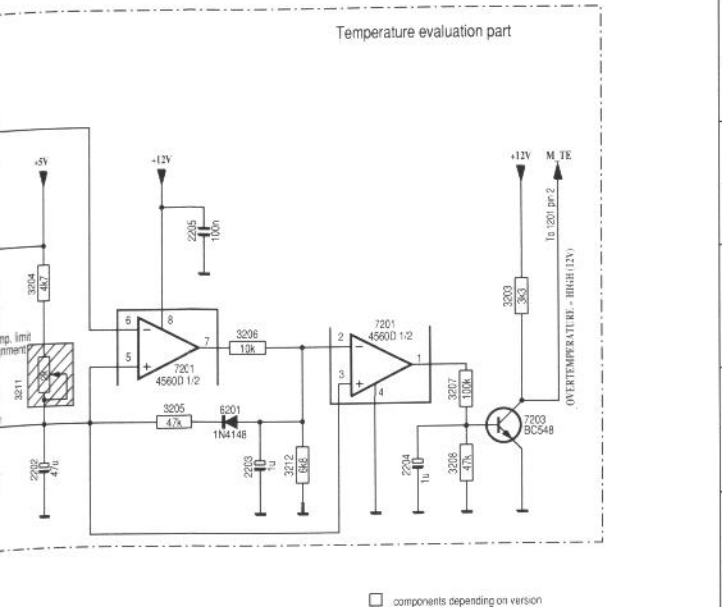 Temperature evaluation part
+5V
+12V
+12V M_TE
2205
100n
To 1201 pin 2
OVERTEMPERATURE = HIGH (12V)
3204
4k7
3203
3k3
6
8
7
5
7201
4560D 1/2
3206
10k
2
3
1
4
7201
4560D 1/2
mp. limit
nment
3211
3207
100k
3205
47k
6201
1N4148
7203
BC548
2202
47u
2203
1u
3212
6k8
2204
1u
3208
47k
components depending on version